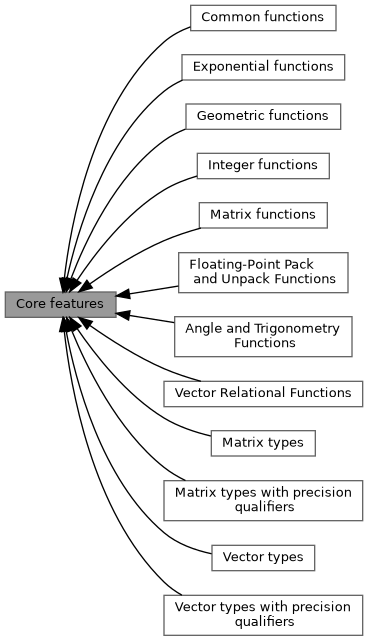 Common functions
Exponential functions
Geometric functions
Integer functions
Matrix functions
Floating-Point Pack
and Unpack Functions
Core features
Angle and Trigonometry
Functions
Vector Relational Functions
Matrix types
Matrix types with precision
qualifiers
Vector types
Vector types with precision
qualifiers